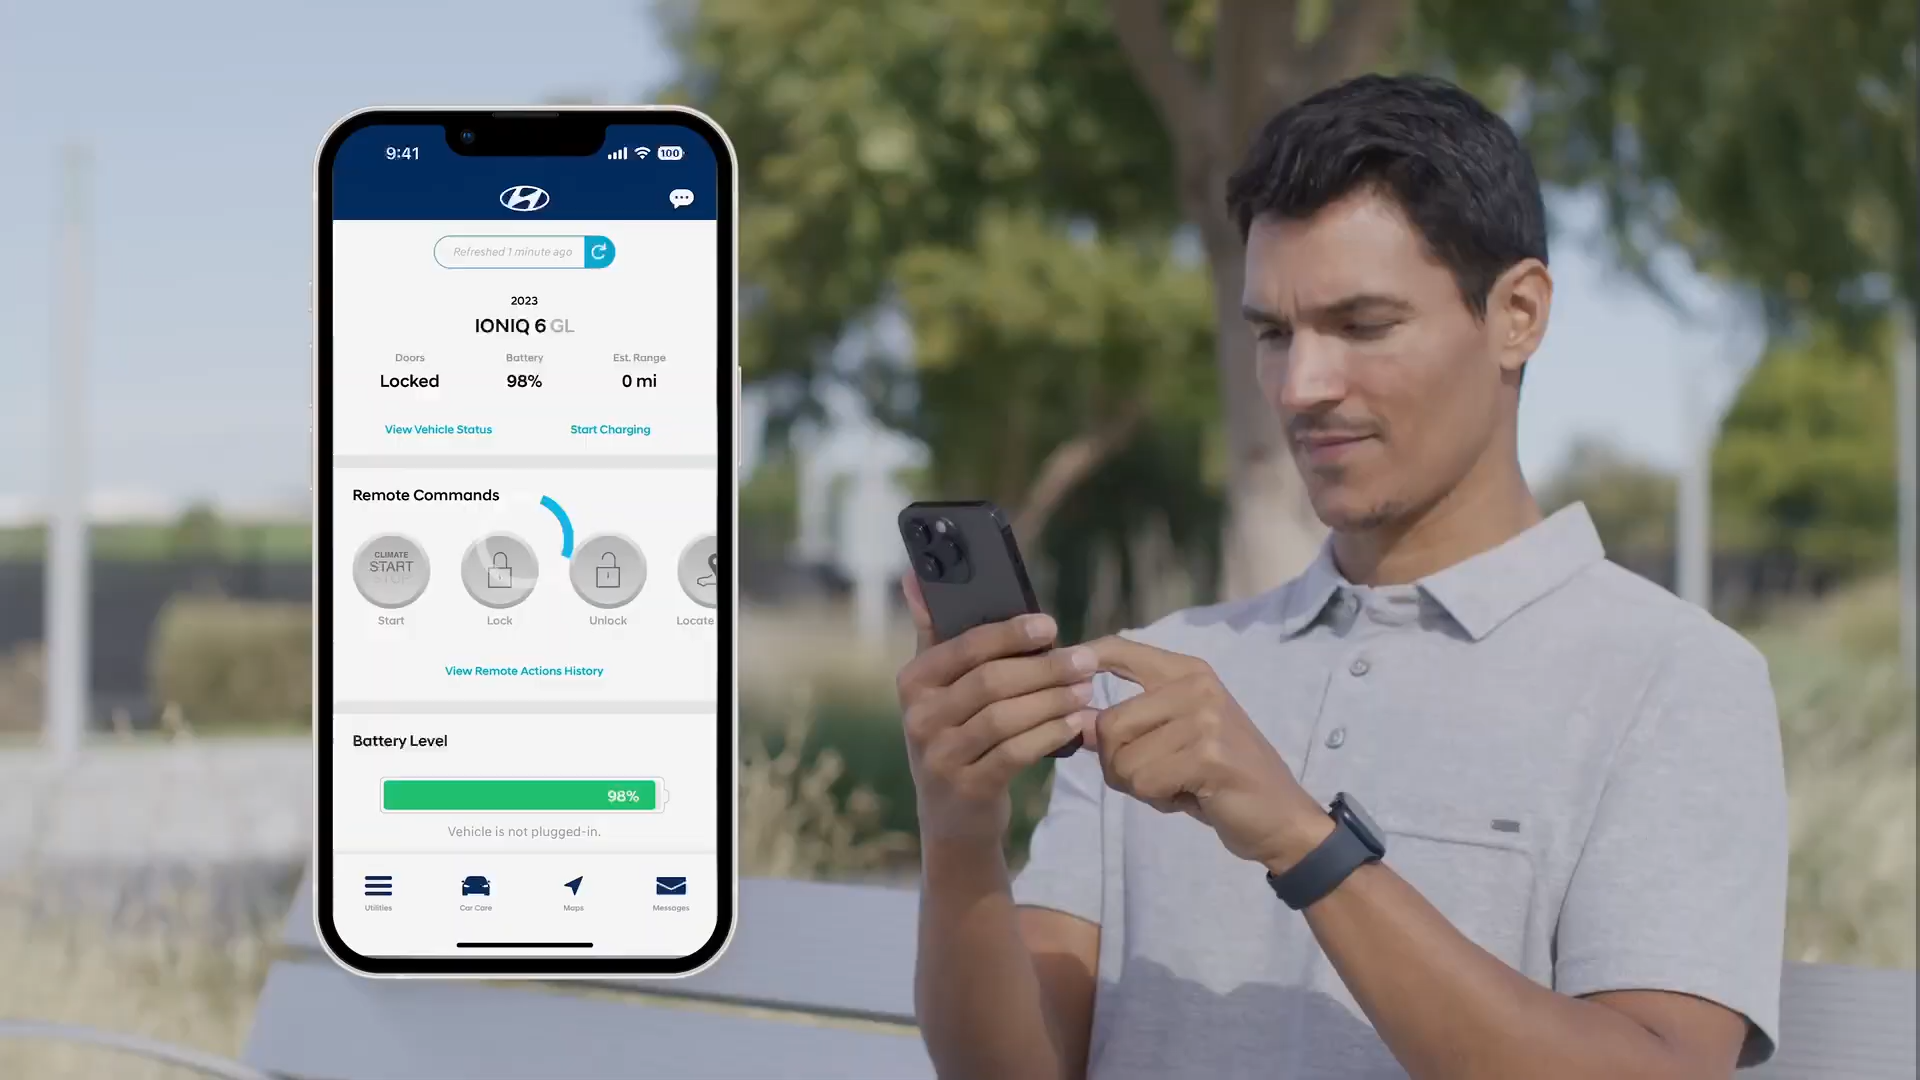 9:41
100
Refreshed 1 minute ago
2023
IONIQ 6 GL
Doors Battery Est. Range
Locked 98% 0 mi
View Vehicle Status Start Charging
Remote Commands
CLIMATE
START
STOP
Start Lock Unlock Locate
View Remote Actions History
Battery Level
98%
Vehicle is not plugged-in.
Utilities Car Care Maps Messages